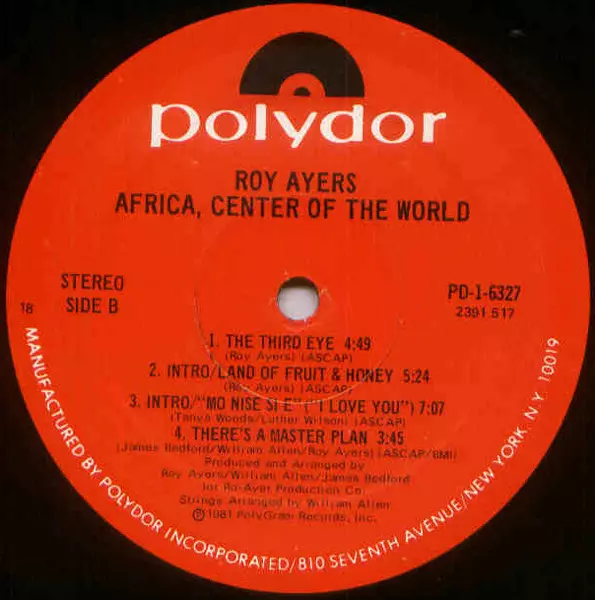 polydor
ROY AYERS
AFRICA, CENTER OF THE WORLD
STEREO
SIDE B
PD-1-6327
2391 517
18
1. THE THIRD EYE 4:49
(Roy Ayers) (ASCAP)
2. INTRO/LAND OF FRUIT & HONEY 5:24
(Roy Ayers) (ASCAP)
3. INTRO/"MO NISE SI E" ("I LOVE YOU") 7:07
(Tanya Woods/Luther Wilson) (ASCAP)
4. THERE'S A MASTER PLAN 3:45
(James Bedford/William Allen/Roy Ayers) (ASCAP/BMI)
Produced and Arranged by
Roy Ayers/William Allen/James Bedford
for Ro-Ayer Production Co.
Strings Arranged by William Allen
Ⓟ 1981 PolyGram Records, Inc.
MANUFACTURED BY POLYDOR INCORPORATED/810 SEVENTH AVENUE/NEW YORK, N.Y. 10019